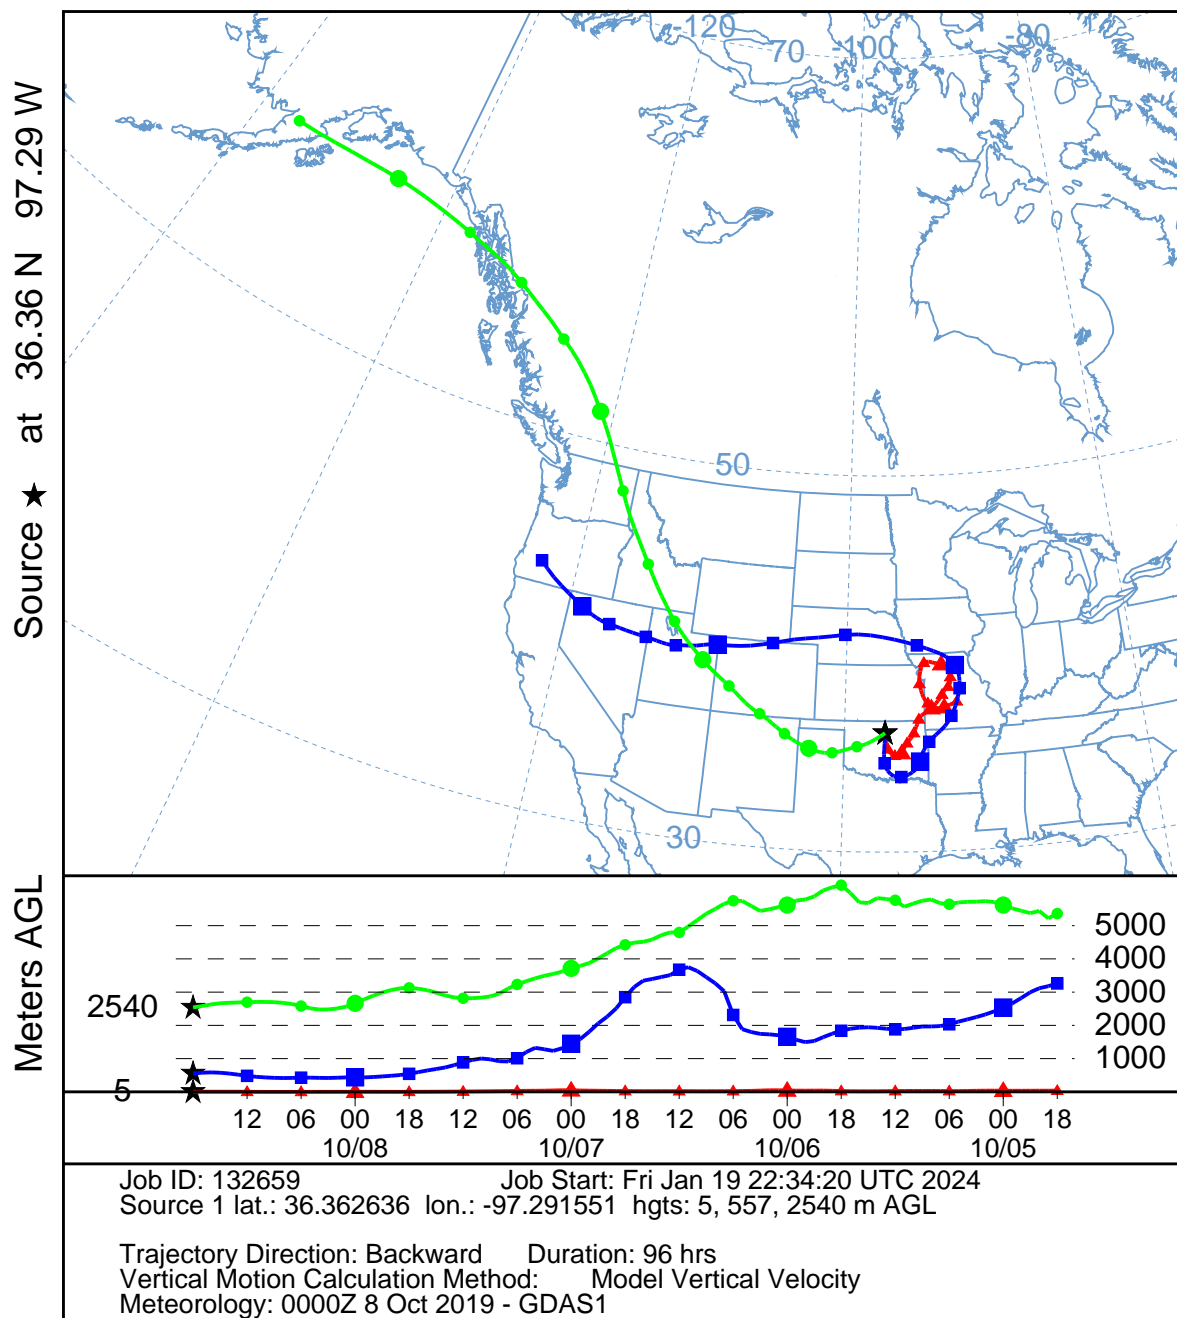 Source ★ at 36.36 N 97.29 W
-120
70
-100
-80
50
30
Meters AGL
2540
5
5000
4000
3000
2000
1000
12 06 00 18 12 06 00 18 12 06 00 18 12 06 00 18
10/08 10/07 10/06 10/05
Job ID: 132659 Job Start: Fri Jan 19 22:34:20 UTC 2024
Source 1 lat.: 36.362636 lon.: -97.291551 hgts: 5, 557, 2540 m AGL
Trajectory Direction: Backward Duration: 96 hrs
Vertical Motion Calculation Method: Model Vertical Velocity
Meteorology: 0000Z 8 Oct 2019 - GDAS1